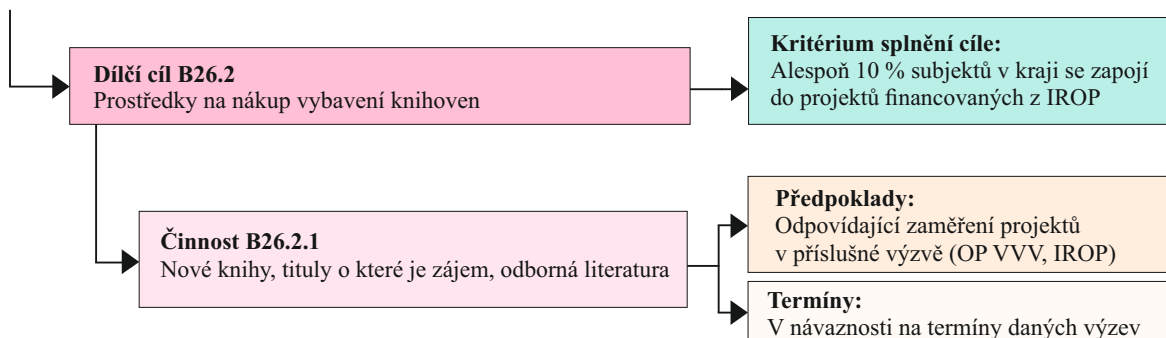 Dílčí cíl B26.2
Prostředky na nákup vybavení knihoven
Kritérium splnění cíle:
Alespoň 10 % subjektů v kraji se zapojí
do projektů financovaných z IROP
Činnost B26.2.1
Nové knihy, tituly o které je zájem, odborná literatura
Předpoklady:
Odpovídající zaměření projektů
v příslušné výzvě (OP VVV, IROP)
Termíny:
V návaznosti na termíny daných výzev